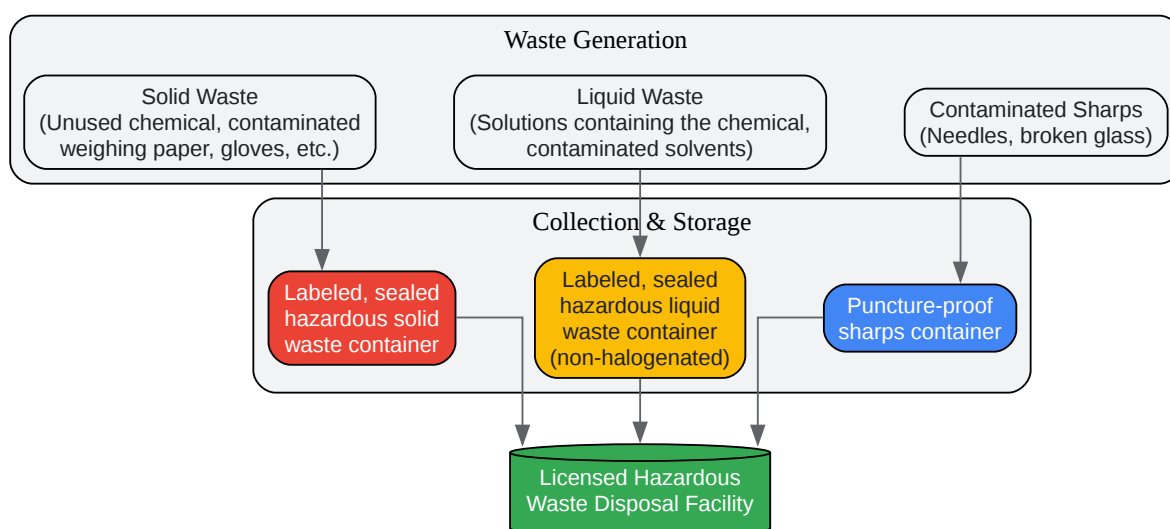 Waste Generation
Solid Waste
(Unused chemical, contaminated
weighing paper, gloves, etc.)
Liquid Waste
(Solutions containing the chemical,
contaminated solvents)
Contaminated Sharps
(Needles, broken glass)
Collection & Storage
Labeled, sealed
hazardous solid
waste container
Labeled, sealed
hazardous liquid
waste container
(non-halogenated)
Puncture-proof
sharps container
Licensed Hazardous
Waste Disposal Facility